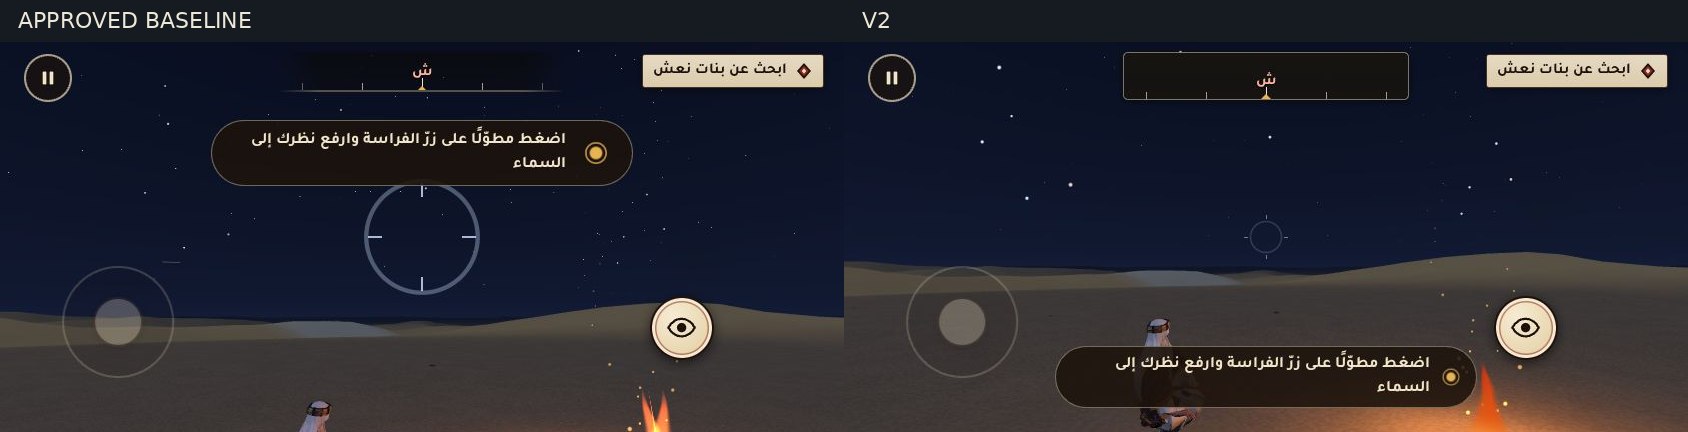 APPROVED BASELINE
V2
ش
ابحث عن بنات نعش
اضغط مطوّلًا على زرّ الفراسة وارفع نظرك إلى
السماء
ش
ابحث عن بنات نعش
اضغط مطوّلًا على زرّ الفراسة وارفع نظرك إلى
السماء